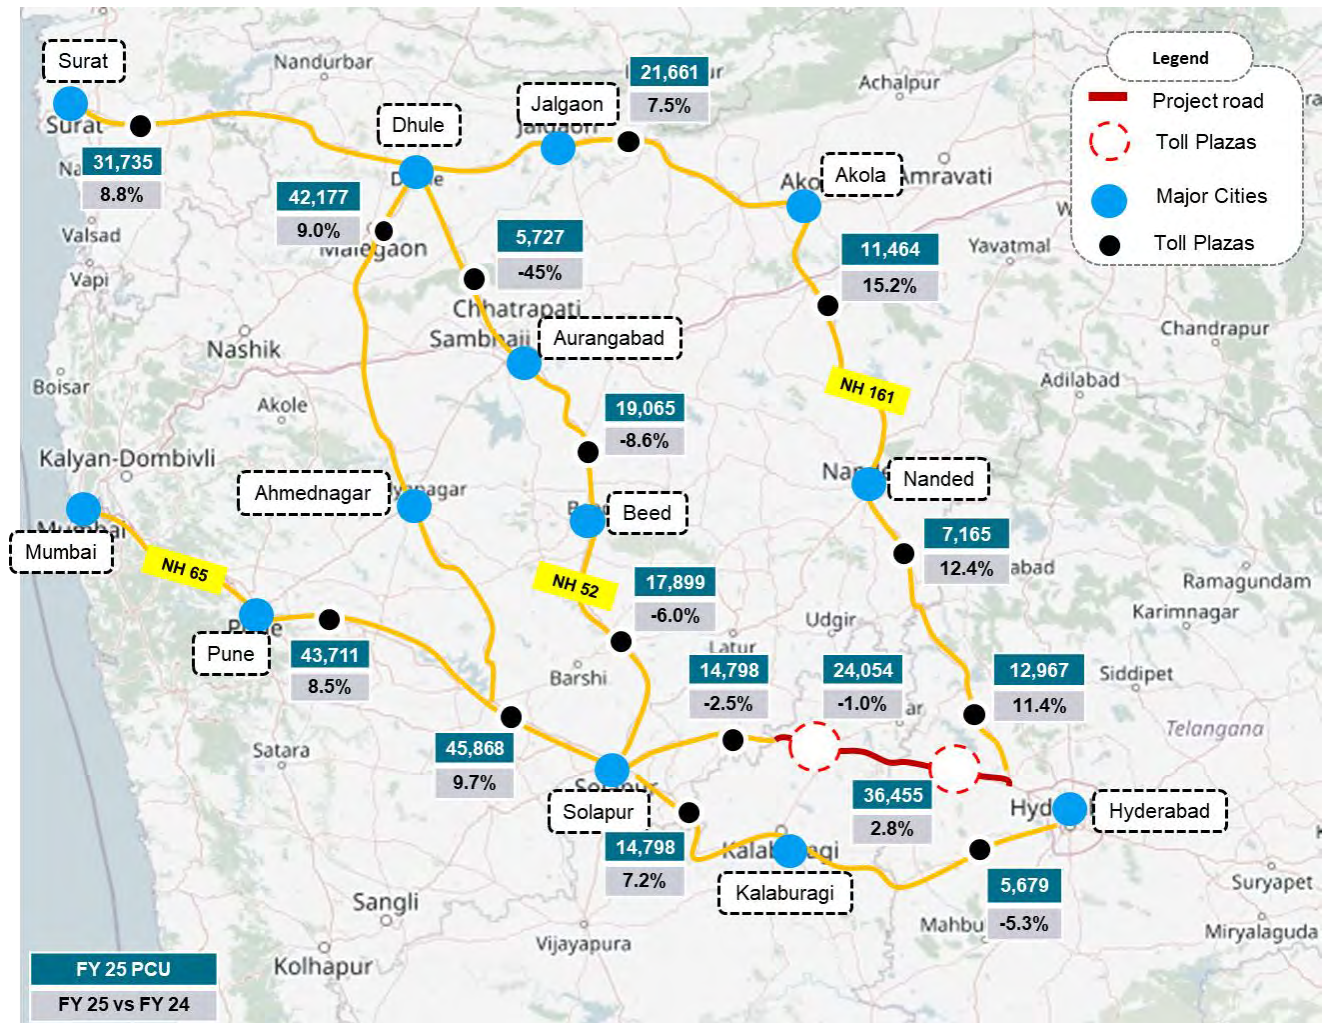 Surat
Surat
31,735
8.8%
Nandurbar
Dhule
42,177
9.0%
Malegaon
Jalgaon
21,661
7.5%
Achalpur
Akola
Amravati
5,727
-45%
11,464
15.2%
Yavatmal
Legend
Project road
Toll Plazas
Major Cities
Toll Plazas
Valsad
Vapi
Chhatrapati
Sambhaji
Aurangabad
Nashik
Boisar
Akole
Chandrapur
Adilabad
NH 161
19,065
-8.6%
Kalyan-Dombivli
Ahmednagar
Beed
Nanded
Mumbai
NH 65
NH 52
17,899
-6.0%
7,165
12.4%
Ramagundam
Karimnagar
Pune
43,711
8.5%
Barshi
Udgir
Latur
14,798
-2.5%
24,054
-1.0%
12,967
11.4%
Siddipet
Telangana
Satara
45,868
9.7%
Solapur
36,455
2.8%
Hyderabad
14,798
7.2%
Kalaburagi
5,679
-5.3%
Suryapet
Miryalaguda
Sangli
Vijayapura
Kolhapur
FY 25 PCU
FY 25 vs FY 24